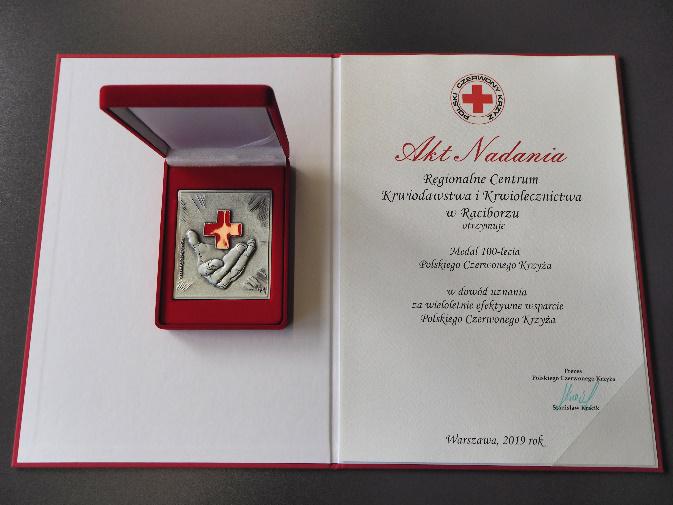 POLSKI CZERWONY KRZYŻ
Akt Nadania
Regionalne Centrum
Krwiodawstwa i Krwiolecznictwa
w Raciborzu
otrzymuje
Medal 100-lecia
Polskiego Czerwonego Krzyża
w dowód uznania
za wieloletnie efektywne wsparcie
Polskiego Czerwonego Krzyża
Prezes
Polskiego Czerwonego Krzyża
Stanisław
Warszawa, 2019 rok